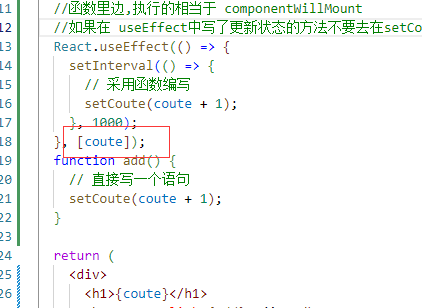 11 //函数里边,执行的相当于 componentWillMount
12 //如果在 useEffect中写了更新状态的方法不要去在setCo
13 React.useEffect(() => {
14 setInterval(() => {
15 // 采用函数编写
16 setCoute(coute + 1);
17 }, 1000);
18 }, [coute]);
19 function add() {
20 // 直接写一个语句
21 setCoute(coute + 1);
22 }
23
24 return (
25 <div>
26 <h1>{coute}</h1>